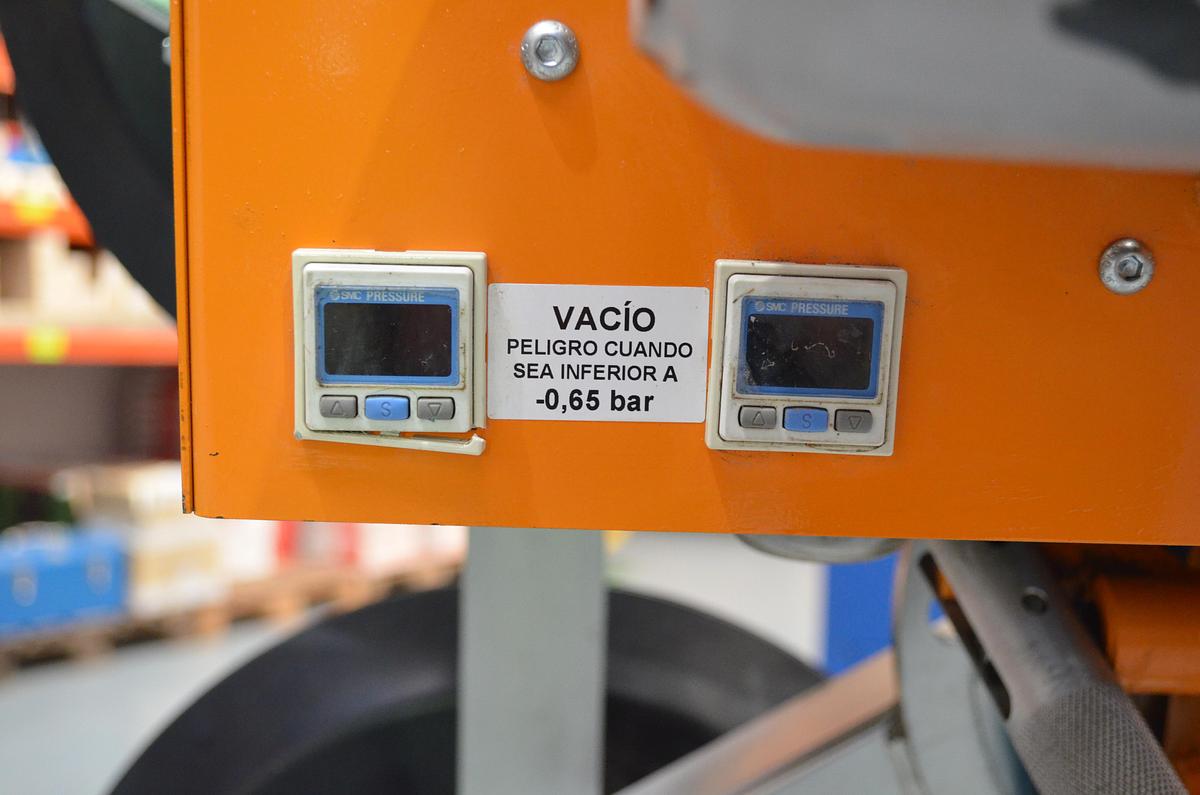 SMC PRESSURE
S
VACÍO
PELIGRO CUANDO
SEA INFERIOR A
-0,65 bar
SMC PRESSURE
S